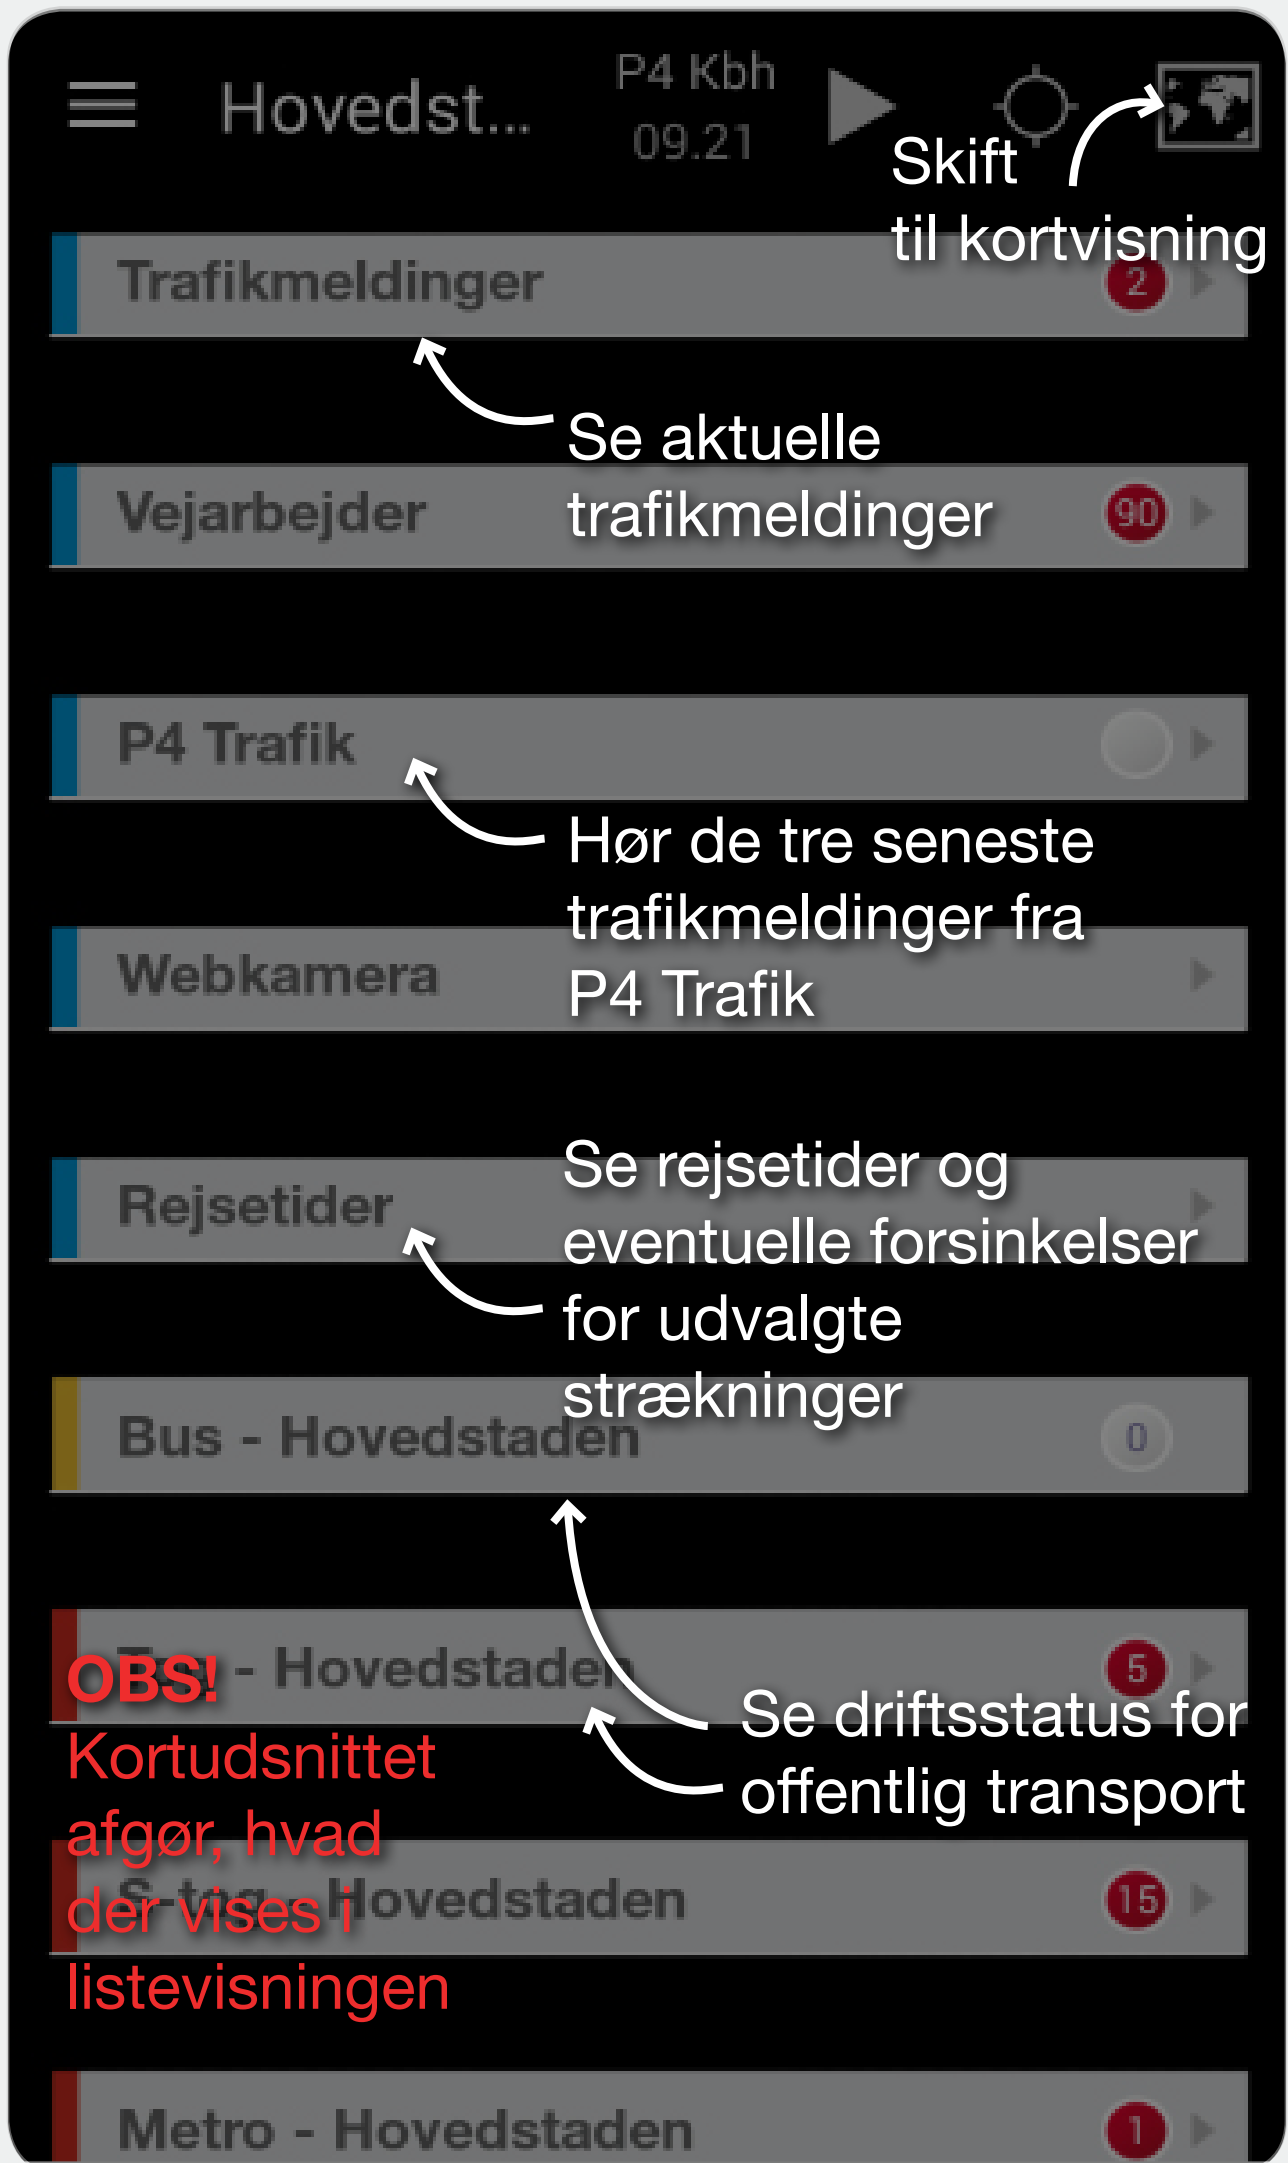 Hovedst...
P4 Kbh
09.21
Skift
til kortvisning
Trafikmeldinger
2
Se aktuelle
trafikmeldinger
Vejarbejder
90
P4 Trafik
Hør de tre seneste
trafikmeldinger fra
P4 Trafik
Webkamera
Se rejsetider og
eventuelle forsinkelser
for udvalgte
strækninger
Rejsetider
Bus - Hovedstaden
0
Tog - Hovedstaden
5
Se driftsstatus for
offentlig transport
OBS!
Kortudsnittet
afgør, hvad
der vises i
listevisningen
S-tog - Hovedstaden
15
Metro - Hovedstaden
1